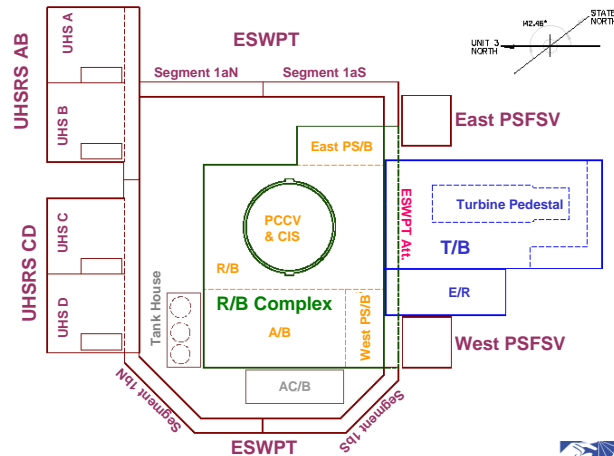 UHSRS AB
UHS A
UHS B
ESWPT
Segment 1aN
Segment 1aS
142.46°
STATE
NORTH
UNIT 3
NORTH
East PSFSV
East PS/B
ESWPT Att.
Turbine Pedestal
T/B
PCCV
& CIS
R/B
UHSRS CD
UHS C
UHS D
Tank House
R/B Complex
A/B
West PS/B
E/R
West PSFSV
AC/B
Segment 1bN
Segment 1bS
ESWPT